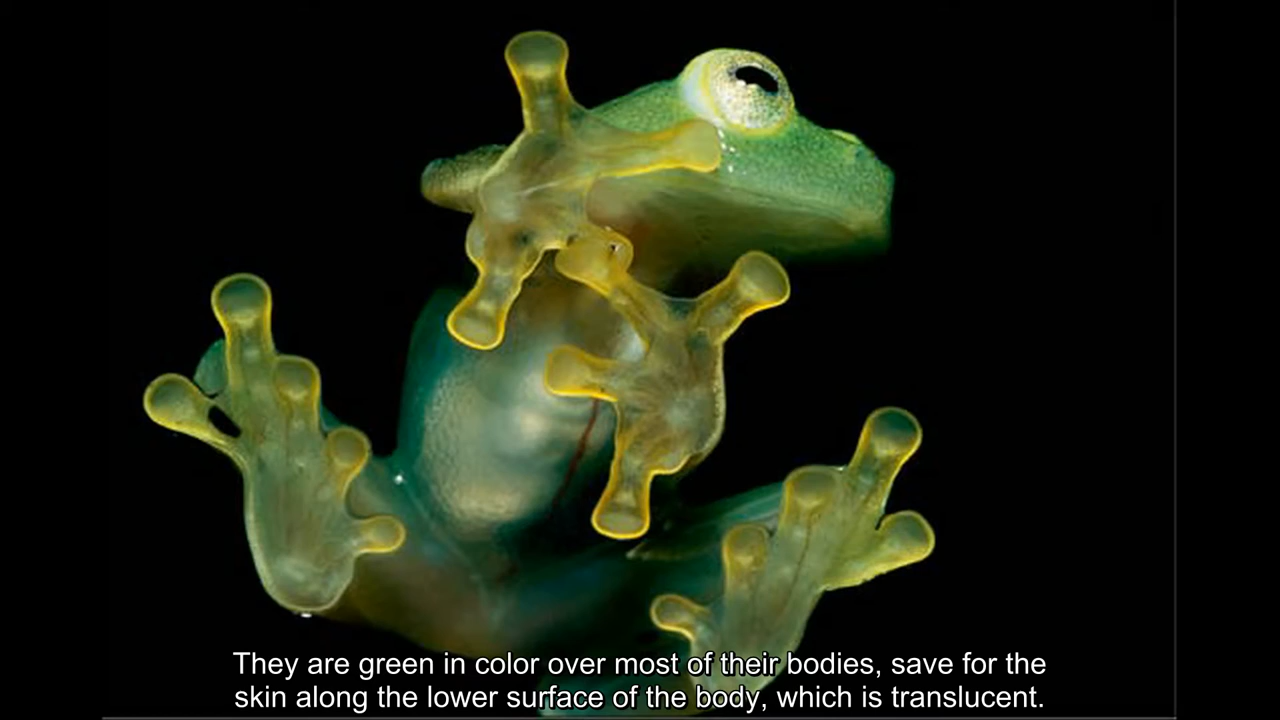 They are green in color over most of their bodies, save for the
skin along the lower surface of the body, which is translucent.